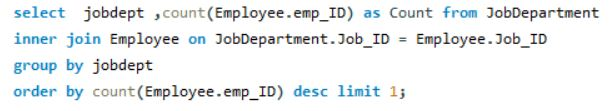 select  jobdept ,count(Employee.emp_ID) as Count from JobDepartment
inner join Employee on JobDepartment.Job_ID = Employee.Job_ID
group by jobdept
order by count(Employee.emp_ID) desc limit 1;